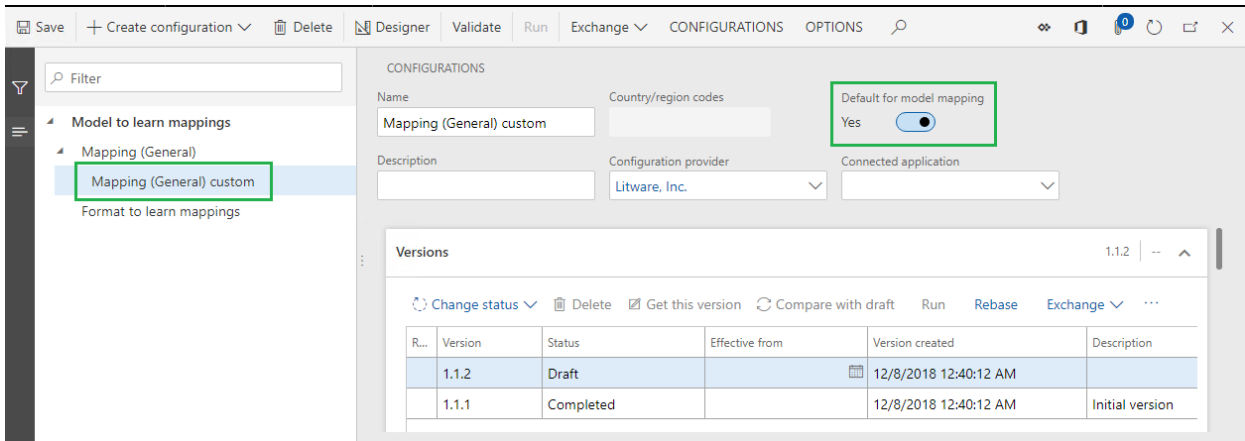 Save Create configuration Delete Designer Validate Run Exchange CONFIGURATIONS OPTIONS 0
Filter
Model to learn mappings
Mapping (General)
Mapping (General) custom
Format to learn mappings
CONFIGURATIONS
Name Country/region codes Default for model mapping
Mapping (General) custom Yes
Description Configuration provider Connected application
Litware, Inc.
Versions 1.1.2 --
Change status Delete Get this version Compare with draft Run Rebase Exchange ...
R... Version Status Effective from Version created Description
1.1.2 Draft 12/8/2018 12:40:12 AM
1.1.1 Completed 12/8/2018 12:40:12 AM Initial version